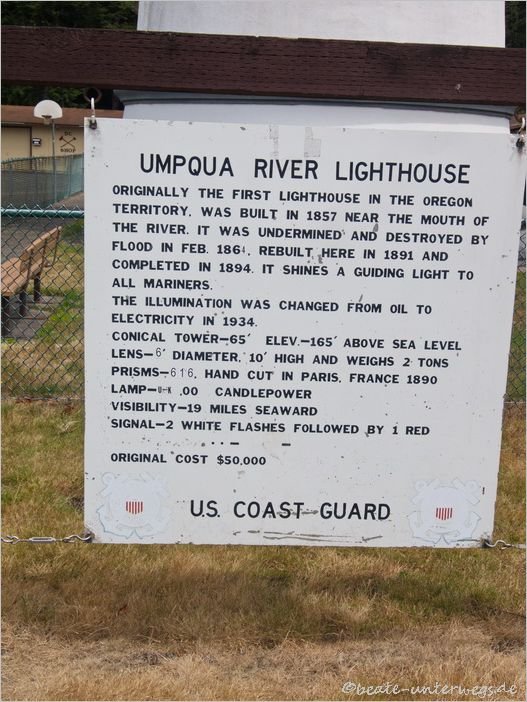 DC
SHOP
UMPQUA RIVER LIGHTHOUSE
ORIGINALLY THE FIRST LIGHTHOUSE IN THE OREGON
TERRITORY, WAS BUILT IN 1857 NEAR THE MOUTH OF
THE RIVER. IT WAS UNDERMINED AND DESTROYED BY
FLOOD IN FEB. 1864, REBUILT HERE IN 1891 AND
COMPLETED IN 1894. IT SHINES A GUIDING LIGHT TO
ALL MARINERS.
THE ILLUMINATION WAS CHANGED FROM OIL TO
ELECTRICITY IN 1934.
CONICAL TOWER—65' ELEV.—165' ABOVE SEA LEVEL
LENS—6' DIAMETER, 10' HIGH AND WEIGHS 2 TONS
PRISMS—616, HAND CUT IN PARIS, FRANCE 1890
LAMP— ,00 CANDLEPOWER
VISIBILITY—19 MILES SEAWARD
SIGNAL—2 WHITE FLASHES FOLLOWED BY 1 RED
ORIGINAL COST $50,000
U.S. COAST GUARD
©beate-unterwegs.de